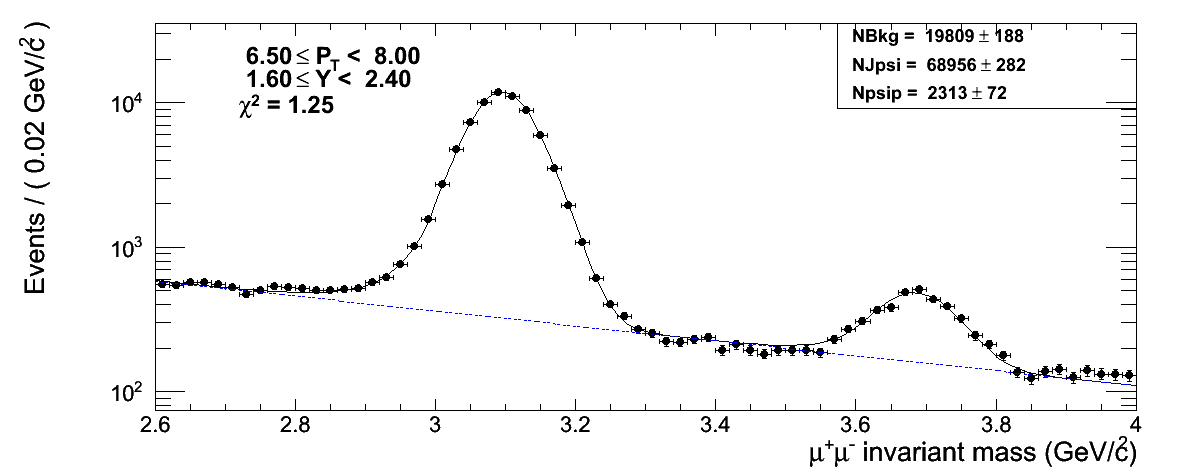 Events / ( 0.02 GeV/c²)
6.50 ≤ P_T < 8.00
1.60 ≤ Y < 2.40
χ² = 1.25
NBkg = 19809 ± 188
NJpsi = 68956 ± 282
Npsip = 2313 ± 72
10⁴
10³
10²
2.6 2.8 3 3.2 3.4 3.6 3.8 4
μ⁺μ⁻ invariant mass (GeV/c²)